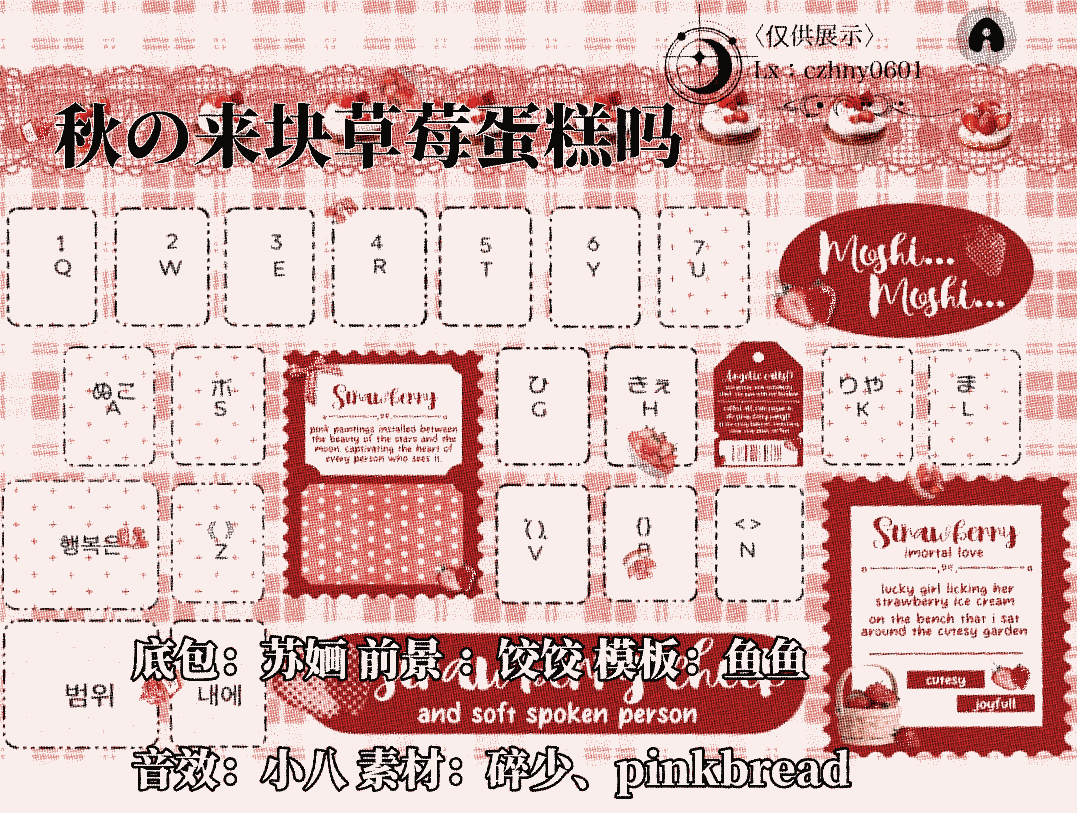 〈仅供展示〉
Lx：czhny0601
A
秋の来块草莓蛋糕吗
1 2 3 4 5 6 7
Q W E R T Y U
Moshi...
Moshi...
ぬこ ホ ひ さぇ つや ま
A S G H K L
Strawberry
pink paintings installed between
the beauty of the stars and the
moon, captivating the heart of
every person who sees it.
행복은
Z
() () <>
V B N
Strawberry
imortal love
lucky girl licking her
strawberry ice cream
on the bench that i sat
around the cutesy garden
cutesy
joyfull
底包：苏婳 前景：饺饺 模板：鱼鱼
범위 내에
and soft spoken person
音效：小八 素材：碎少、pinkbread